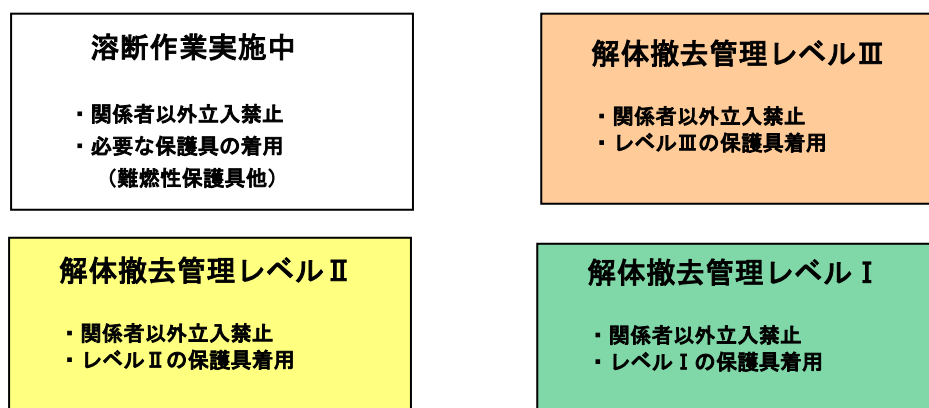 溶断作業実施中
・関係者以外立入禁止
・必要な保護具の着用
（難燃性保護具他）
解体撤去管理レベルⅢ
・関係者以外立入禁止
・レベルⅢの保護具着用
解体撤去管理レベルⅡ
・関係者以外立入禁止
・レベルⅡの保護具着用
解体撤去管理レベルⅠ
・関係者以外立入禁止
・レベルⅠの保護具着用